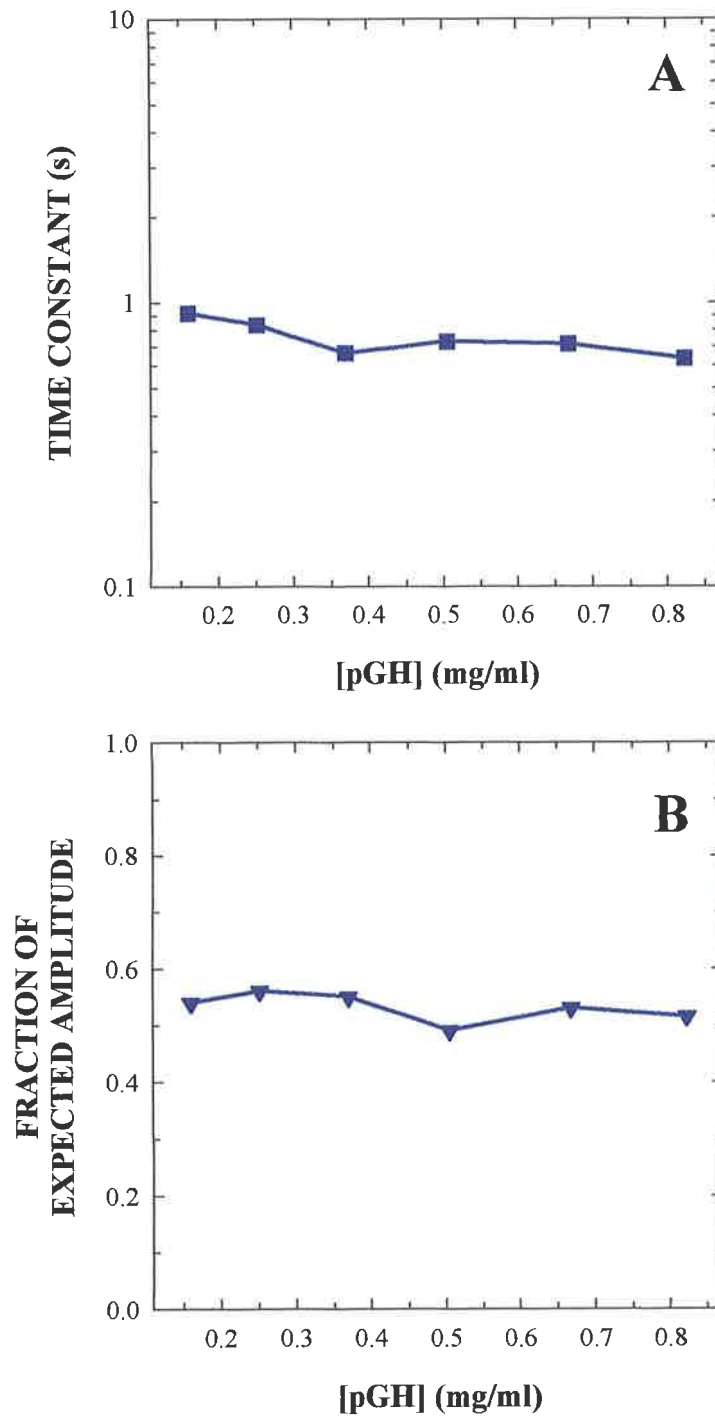 10
A
TIME CONSTANT (s)
1
0.1
0.2 0.3 0.4 0.5 0.6 0.7 0.8
[pGH] (mg/ml)
1.0
B
0.8
FRACTION OF
EXPECTED AMPLITUDE
0.6
0.4
0.2
0.0
0.2 0.3 0.4 0.5 0.6 0.7 0.8
[pGH] (mg/ml)